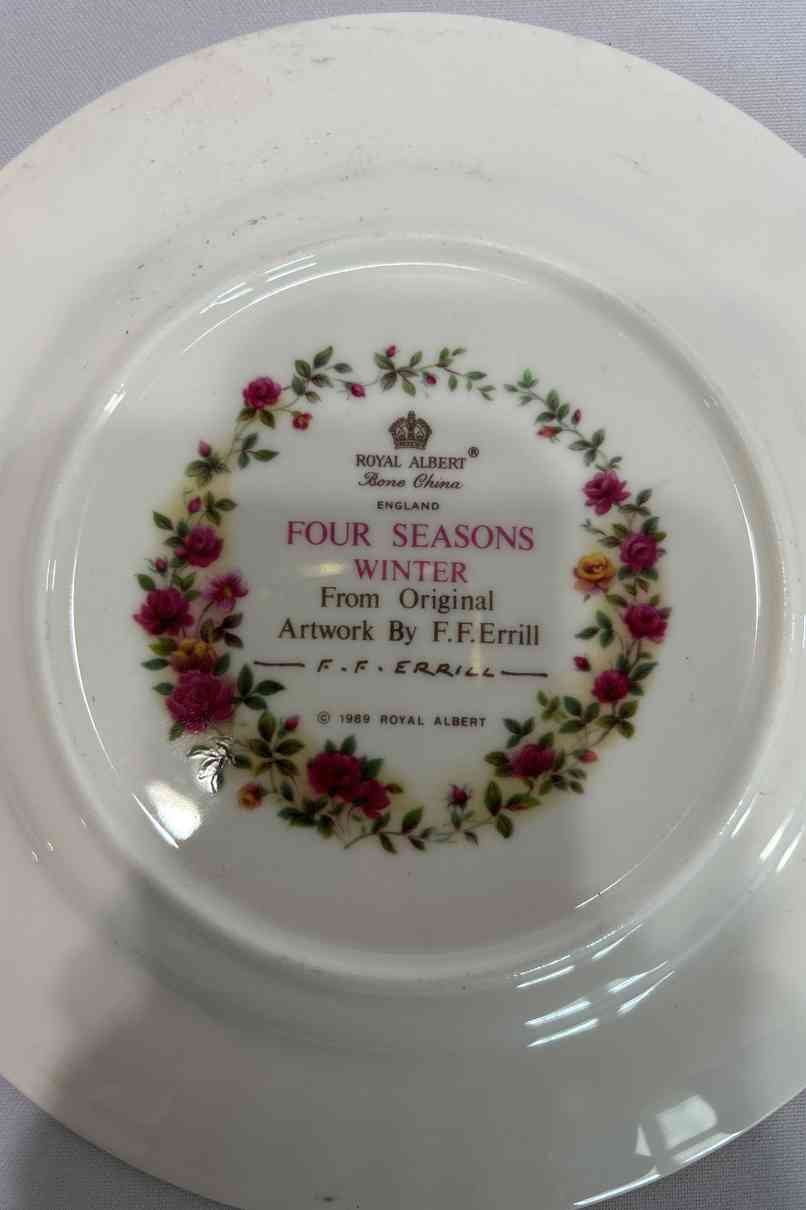 ROYAL ALBERT®
Bone China
ENGLAND
FOUR SEASONS
WINTER
From Original
Artwork By F.F.Errill
F.F.ERRILL
© 1989 ROYAL ALBERT